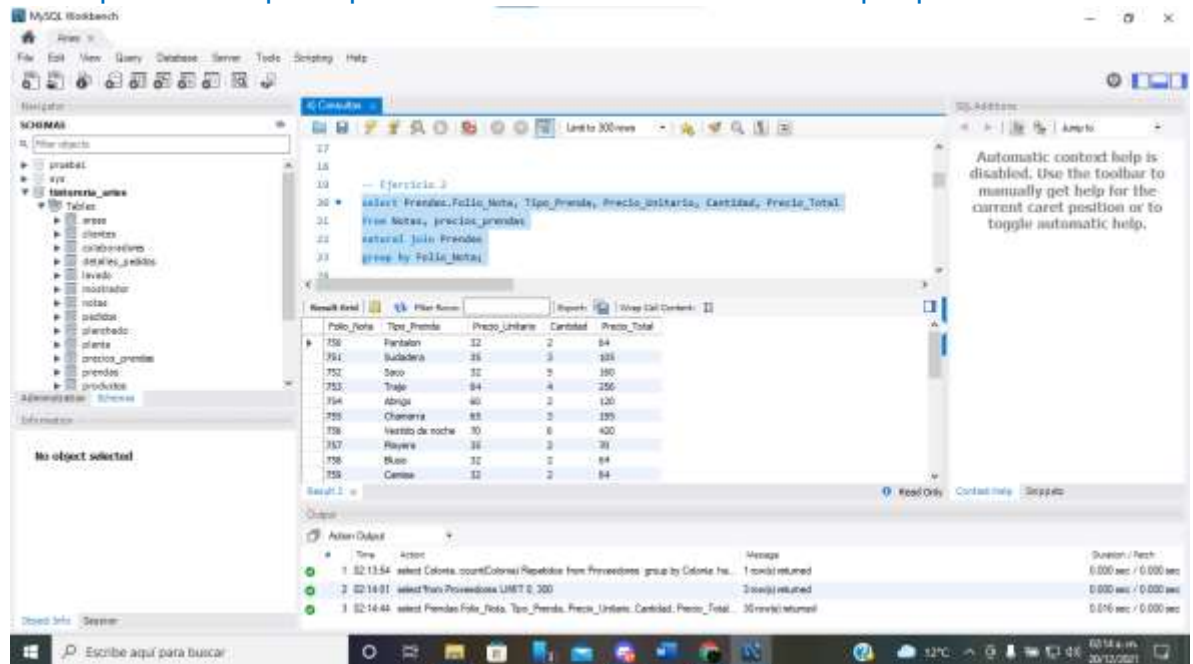 MySQL Workbench
File Edit View Query Database Server Tools Scripting Help
Navigator
SCHEMAS
Filter objects
pruebas
sys
tintoreria_aries
Tables
areas
clientes
colaboradores
detalles_pedidos
lavado
mostrador
notas
pedidos
planchado
planta
precios_prendas
prendas
productos
Administration Schemas
Information
No object selected
Object Info Session
Consultas
Limit to 300 rows
17
18
19 -- Ejercicio 2
20 select Prendas.Folio_Nota, Tipo_Prenda, Precio_Unitario, Cantidad, Precio_Total
21 from Notas, precios_prendas
22 natural join Prendas
23 group by Folio_Nota;
Result Grid Filter Rows: Export: Wrap Cell Content:
Folio_Nota Tipo_Prenda Precio_Unitario Cantidad Precio_Total
750 Pantalon 32 2 64
751 Sudadera 35 3 105
752 Saco 32 5 160
753 Traje 64 4 256
754 Abrigo 60 2 120
755 Chamarra 65 3 195
756 Vestido de noche 70 6 420
757 Playera 35 2 70
758 Blusa 32 2 64
759 Camisa 32 2 64
Result 2
Read Only
SQL Additions
Jump to
Automatic context help is
disabled. Use the toolbar to
manually get help for the
current caret position or to
toggle automatic help.
Context Help Snippets
Output
Action Output
# Time Action Message Duration / Fetch
1 02:13:54 select Colonia, count(Colonia) Repetidos from Proveedores group by Colonia ha... 1 row(s) returned 0.000 sec / 0.000 sec
2 02:14:01 select * from Proveedores LIMIT 0, 300 3 row(s) returned 0.000 sec / 0.000 sec
3 02:14:44 select Prendas.Folio_Nota, Tipo_Prenda, Precio_Unitario, Cantidad, Precio_Total... 30 row(s) returned 0.016 sec / 0.000 sec
Escribe aquí para buscar
12°C
02:14 a. m.
20/12/2021